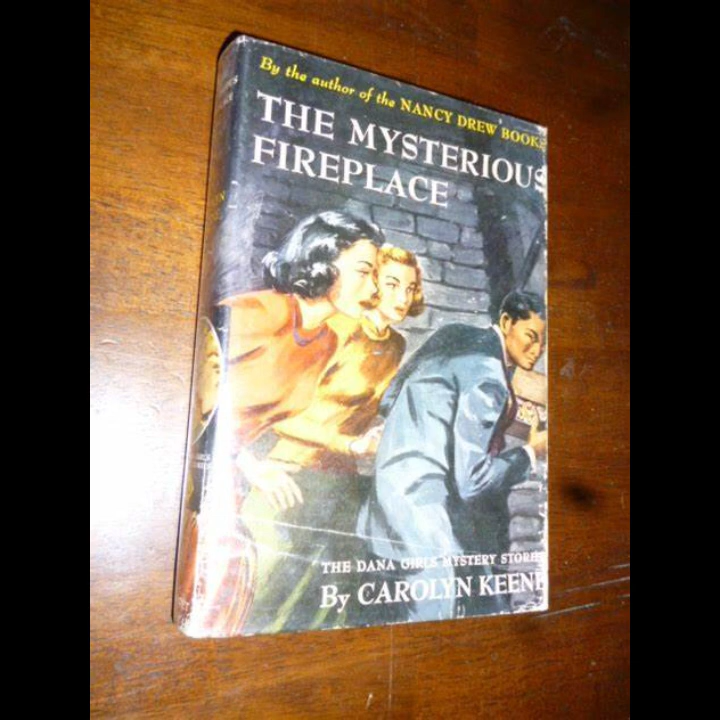 By the author of the NANCY DREW BOOKS
THE MYSTERIOUS
FIREPLACE
THE DANA GIRLS MYSTERY STORIES
By CAROLYN KEENE